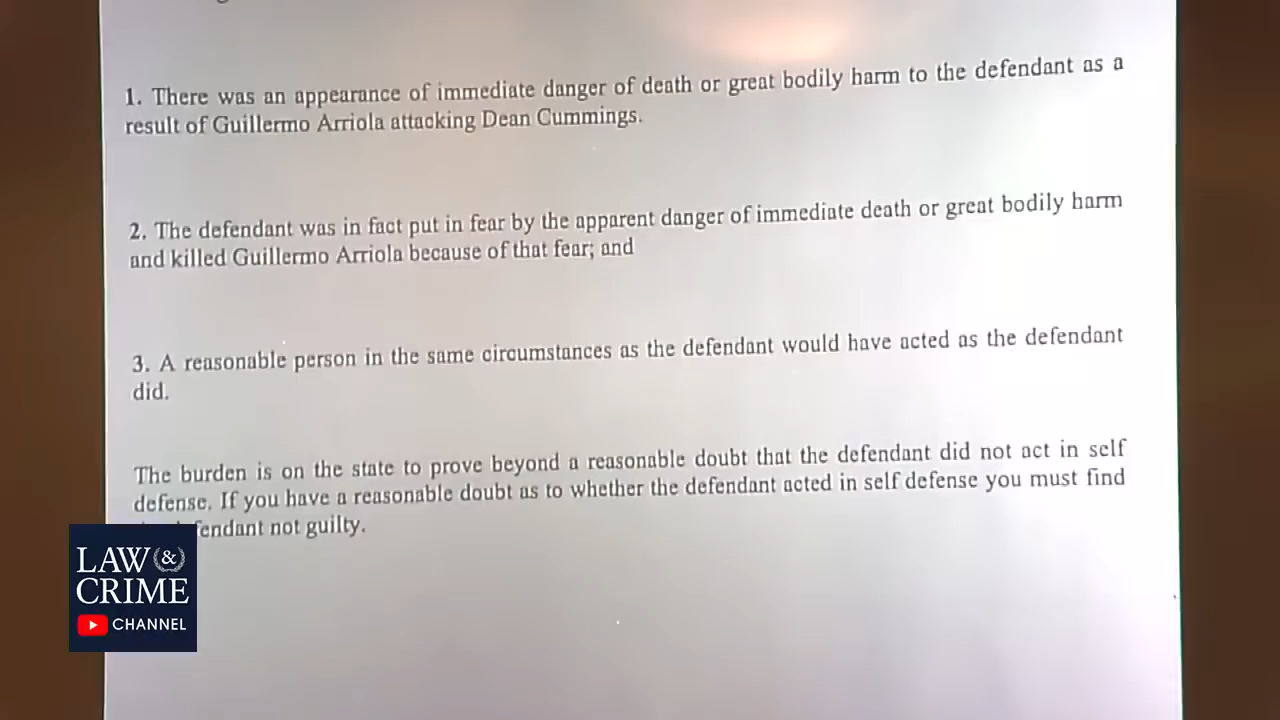 1. There was an appearance of immediate danger of death or great bodily harm to the defendant as a
result of Guillermo Arriola attacking Dean Cummings.
2. The defendant was in fact put in fear by the apparent danger of immediate death or great bodily harm
and killed Guillermo Arriola because of that fear; and
3. A reasonable person in the same circumstances as the defendant would have acted as the defendant
did.
The burden is on the state to prove beyond a reasonable doubt that the defendant did not act in self
defense. If you have a reasonable doubt as to whether the defendant acted in self defense you must find
endant not guilty.
LAW &
CRIME
CHANNEL